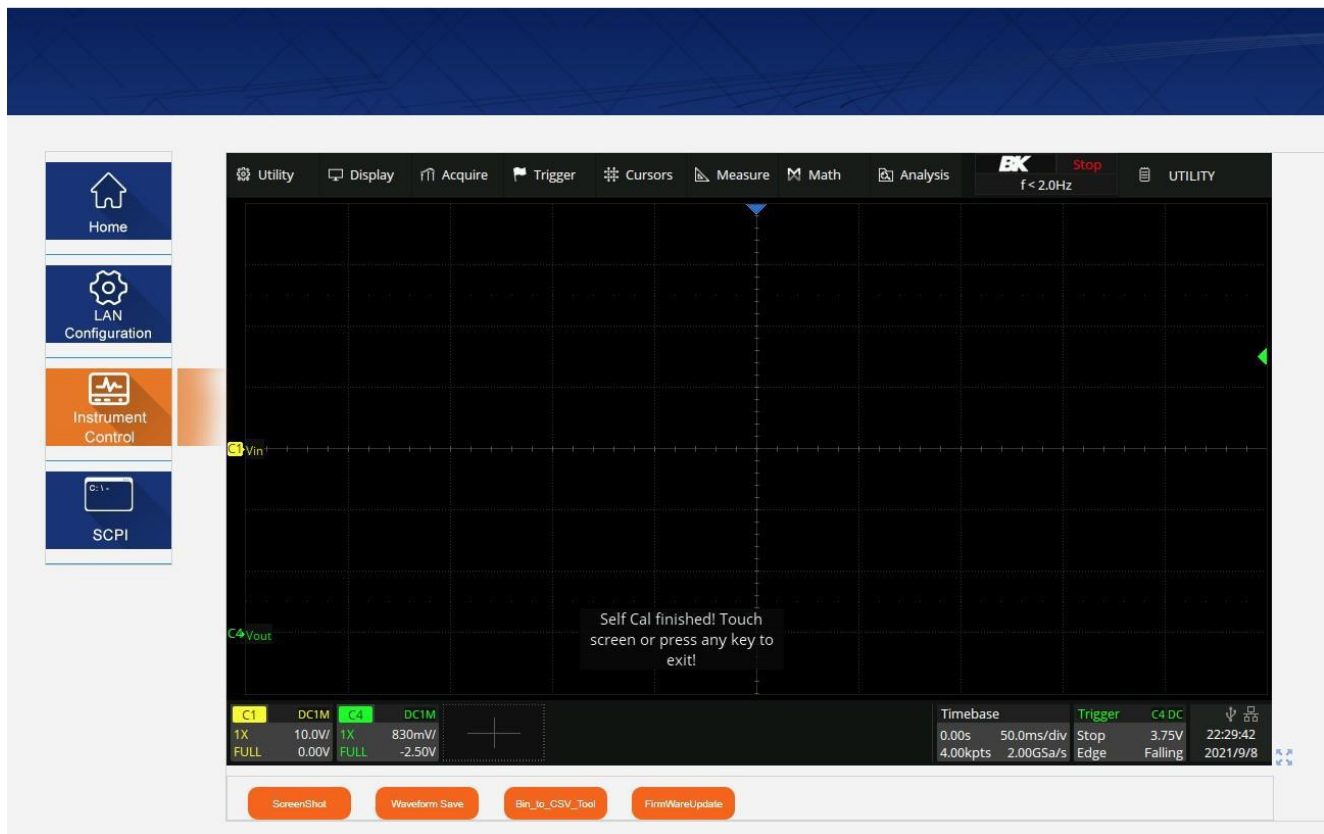 Home
LAN
Configuration
Instrument
Control
C:\-
SCPI
Utility Display Acquire Trigger Cursors Measure Math Analysis BK Stop UTILITY
f < 2.0Hz
C1 Vin
C4 Vout
Self Cal finished! Touch
screen or press any key to
exit!
C1 DC1M C4 DC1M Timebase Trigger C4 DC
1X 10.0V/ 1X 830mV/ 0.00s 50.0ms/div Stop 3.75V 22:29:42
FULL 0.00V FULL -2.50V 4.00kpts 2.00GSa/s Edge Falling 2021/9/8
ScreenShot Waveform Save Bin_to_CSV_Tool FirmWareUpdate